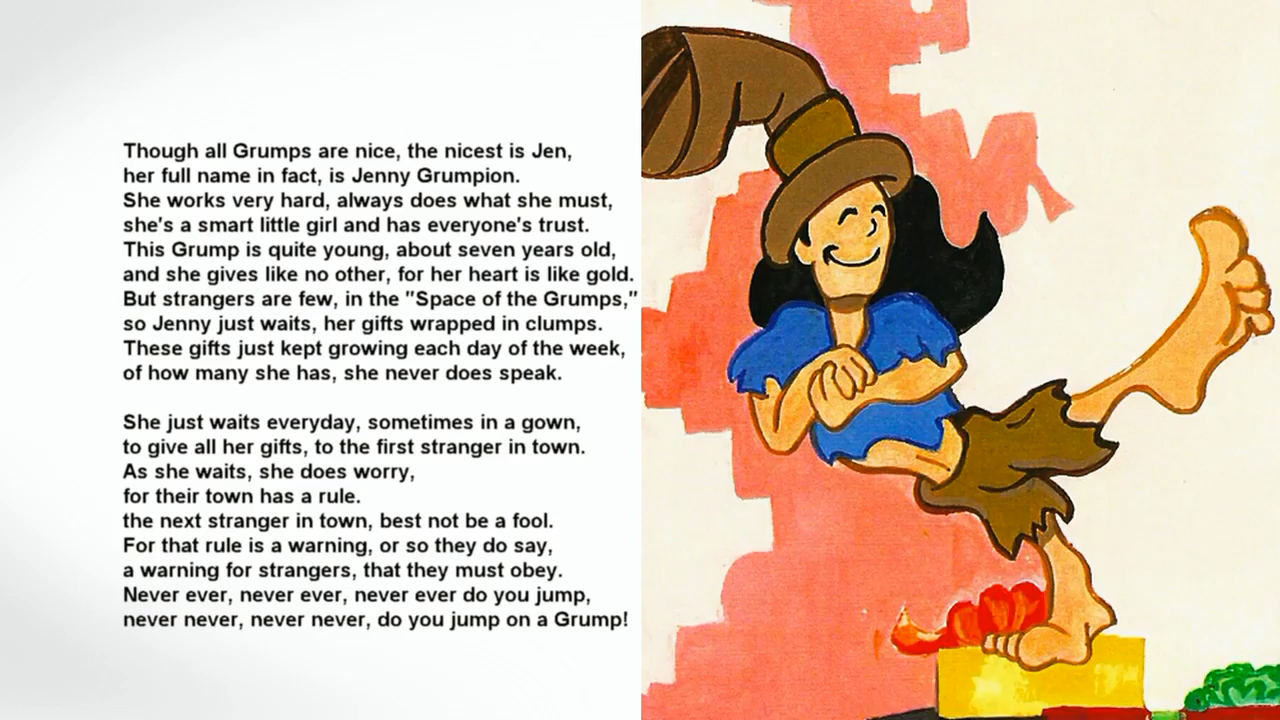 Though all Grumps are nice, the nicest is Jen,
her full name in fact, is Jenny Grumpion.
She works very hard, always does what she must,
she's a smart little girl and has everyone's trust.
This Grump is quite young, about seven years old,
and she gives like no other, for her heart is like gold.
But strangers are few, in the "Space of the Grumps,"
so Jenny just waits, her gifts wrapped in clumps.
These gifts just kept growing each day of the week,
of how many she has, she never does speak.
She just waits everyday, sometimes in a gown,
to give all her gifts, to the first stranger in town.
As she waits, she does worry,
for their town has a rule.
the next stranger in town, best not be a fool.
For that rule is a warning, or so they do say,
a warning for strangers, that they must obey.
Never ever, never ever, never ever do you jump,
never never, never never, do you jump on a Grump!